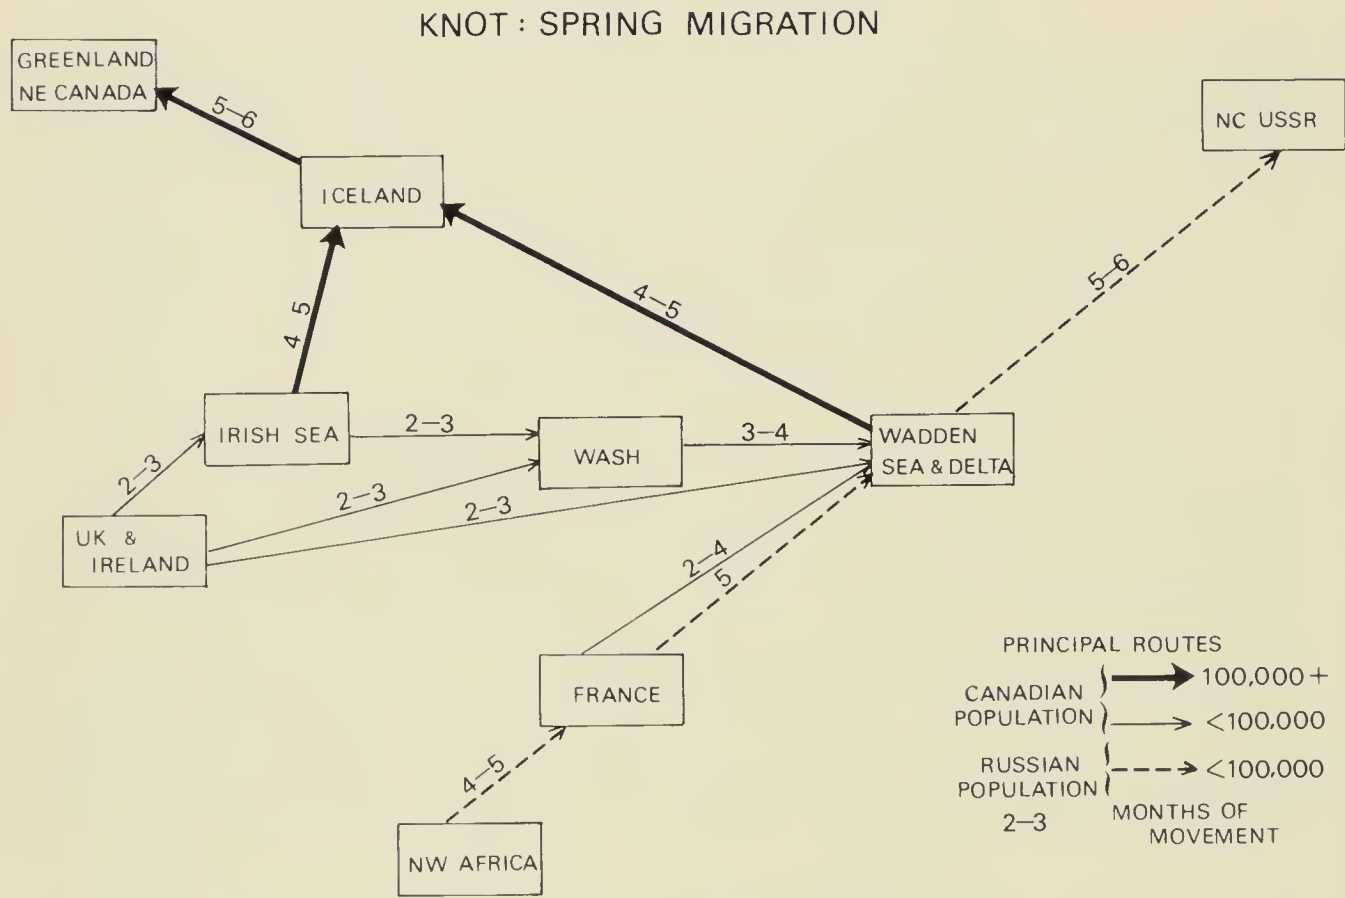 KNOT : SPRING MIGRATION
GREENLAND
NE CANADA
5–6
NC USSR
ICELAND
4 5
4–5
5–6
IRISH SEA
2–3
WASH
3–4
WADDEN
SEA & DELTA
2–3
2–3
2–3
UK &
IRELAND
2–4
5
FRANCE
4–5
NW AFRICA
PRINCIPAL ROUTES
CANADIAN
POPULATION
100,000 +
<100,000
RUSSIAN
POPULATION
<100,000
2–3
MONTHS OF
MOVEMENT